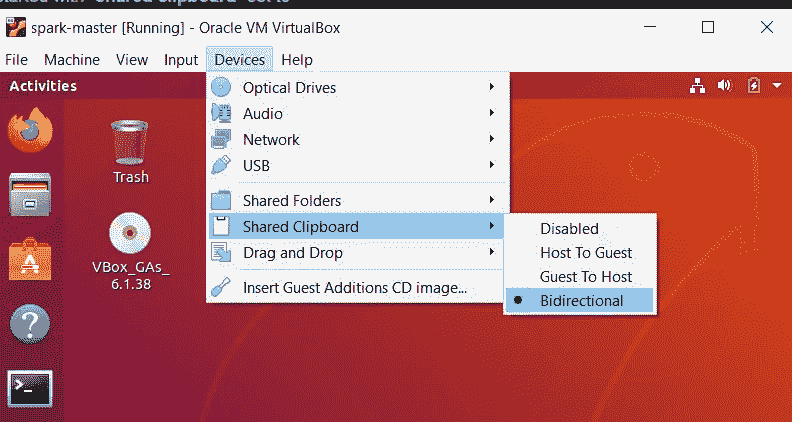 spark-master [Running] - Oracle VM VirtualBox
File Machine View Input Devices Help
Activities
Optical Drives
Audio
Network
USB
Shared Folders
Shared Clipboard
Drag and Drop
Insert Guest Additions CD image...
Disabled
Host To Guest
Guest To Host
Bidirectional
Trash
VBox_GAs_
6.1.38